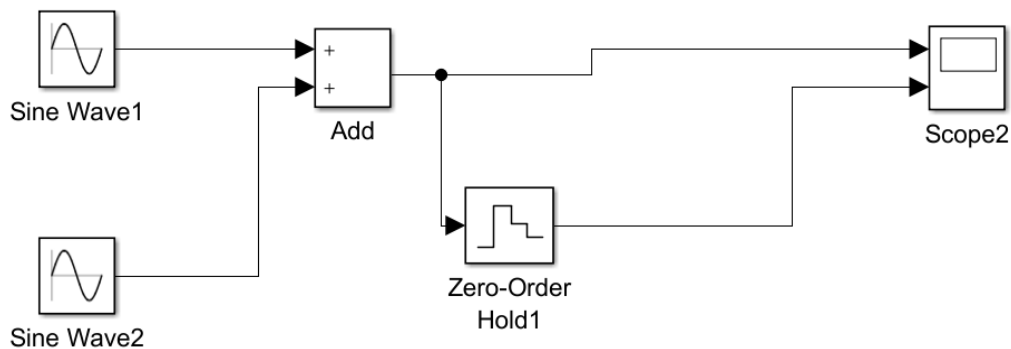 Sine Wave1
+
+
Add
Scope2
Zero-Order
Hold1
Sine Wave2